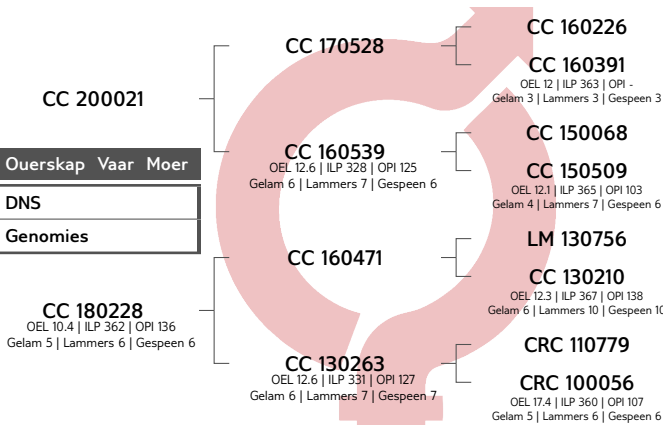 CC 200021
Ouerskap Vaar Moer
DNS
Genomies
CC 180228
OEL 10.4 | ILP 362 | OPI 136
Gelam 5 | Lammers 6 | Gespeen 6
CC 170528
CC 160539
OEL 12.6 | ILP 328 | OPI 125
Gelam 6 | Lammers 7 | Gespeen 6
CC 160471
CC 130263
OEL 12.6 | ILP 331 | OPI 127
Gelam 6 | Lammers 7 | Gespeen 7
CC 160226
CC 160391
OEL 12 | ILP 363 | OPI -
Gelam 3 | Lammers 3 | Gespeen 3
CC 150068
CC 150509
OEL 12.1 | ILP 365 | OPI 103
Gelam 4 | Lammers 7 | Gespeen 6
LM 130756
CC 130210
OEL 12.3 | ILP 367 | OPI 138
Gelam 6 | Lammers 10 | Gespeen 10
CRC 110779
CRC 100056
OEL 17.4 | ILP 360 | OPI 107
Gelam 5 | Lammers 6 | Gespeen 6